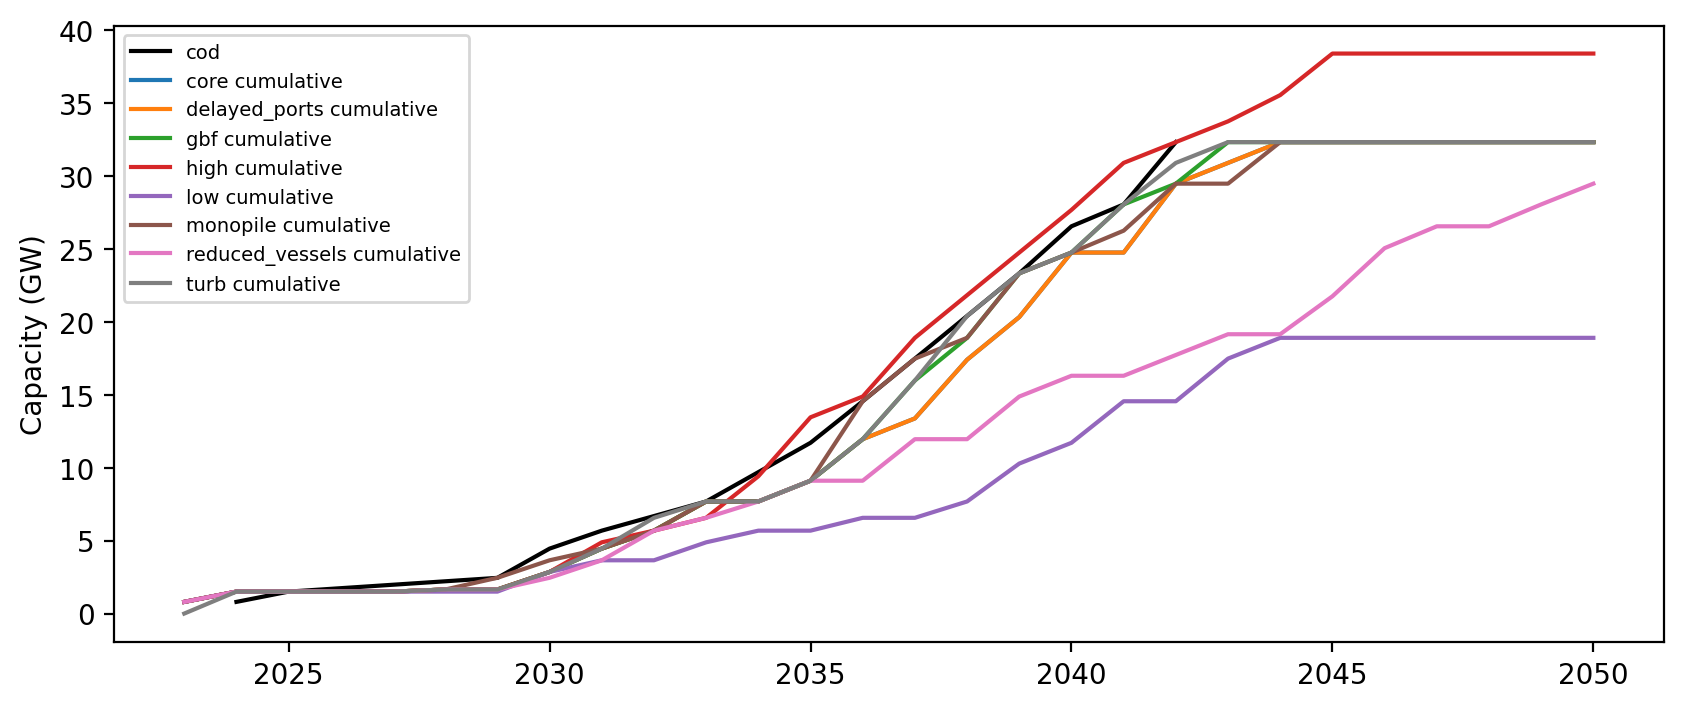 40
35
30
25
20
15
10
5
0
Capacity (GW)
cod
core cumulative
delayed_ports cumulative
gbf cumulative
high cumulative
low cumulative
monopile cumulative
reduced_vessels cumulative
turb cumulative
2025 2030 2035 2040 2045 2050